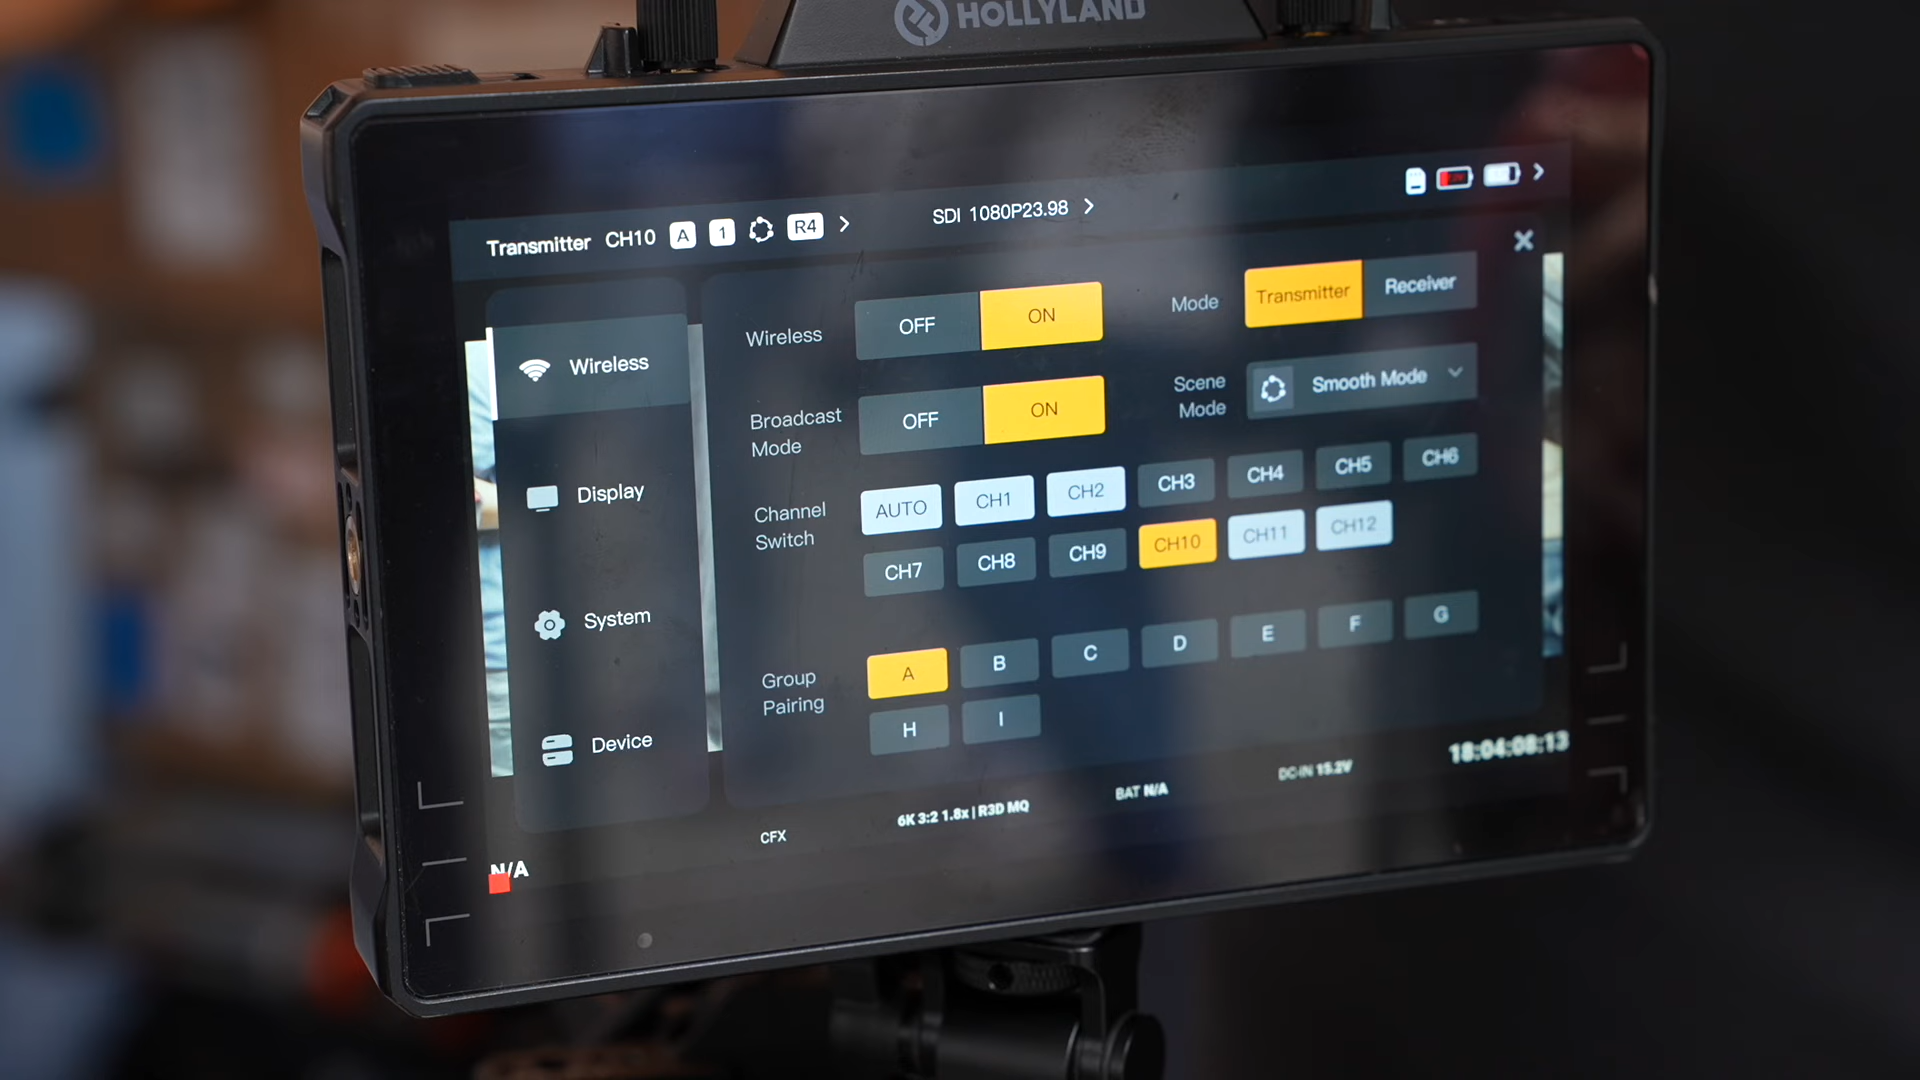 HOLLYLAND
Transmitter CH10 A 1 R4
SDI 1080P23.98
Wireless
Display
System
Device
Wireless OFF ON
Mode Transmitter Receiver
Broadcast Mode OFF ON
Scene Mode Smooth Mode
Channel Switch
AUTO CH1 CH2 CH3 CH4 CH5 CH6
CH7 CH8 CH9 CH10 CH11 CH12
Group Pairing
A B C D E F G
H I
N/A
CFX
6K 3:2 1.8x | R3D MQ
BAT N/A
DC-IN 15.2V
18:04:08:13